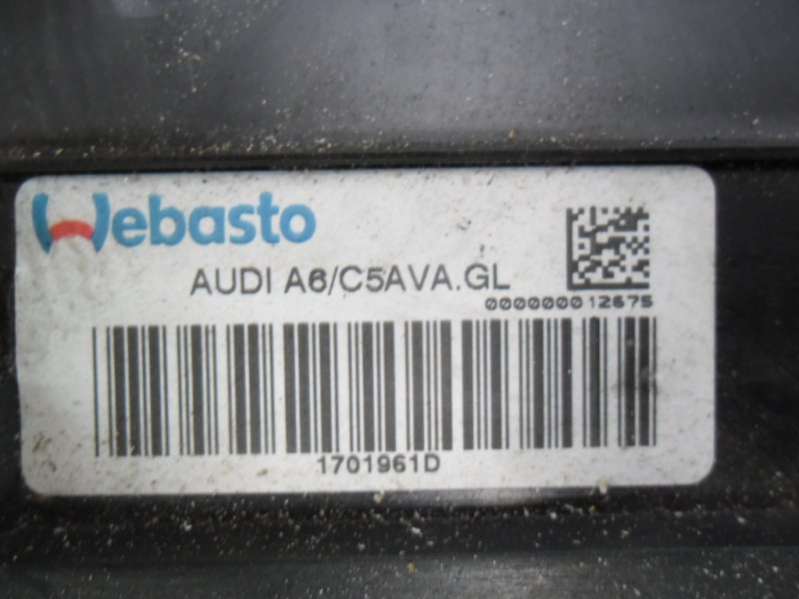 Webasto
AUDI A6/C5AVA.GL
000000012675
1701961D